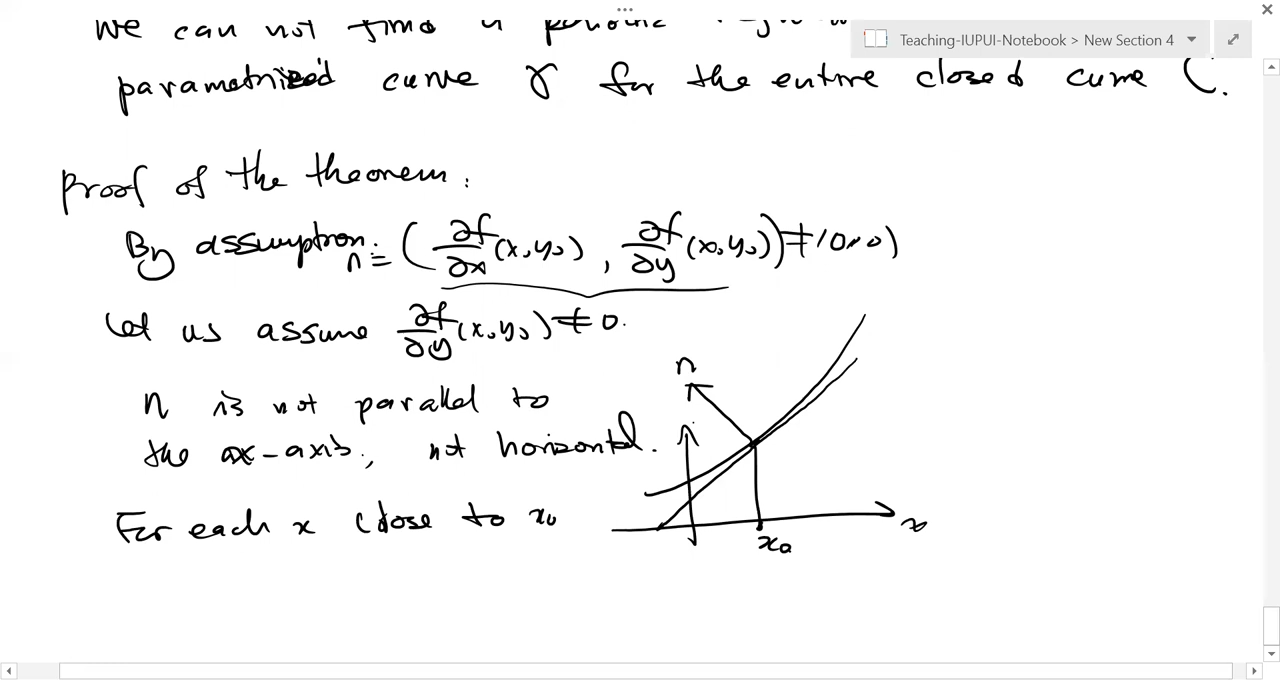 We can not find a
Teaching-IUPUI-Notebook > New Section 4
parametrized curve γ for the entire closed curve C.
Proof of the theorem.
By assumption: n = (∂f/∂x (x₀,y₀), ∂f/∂y (x₀,y₀)) ≠ (0,0)
Let us assume ∂f/∂y (x₀,y₀) ≠ 0.
n
n is not parallel to
the x-axis, not horizontal.
For each x close to x₀
x
x₀